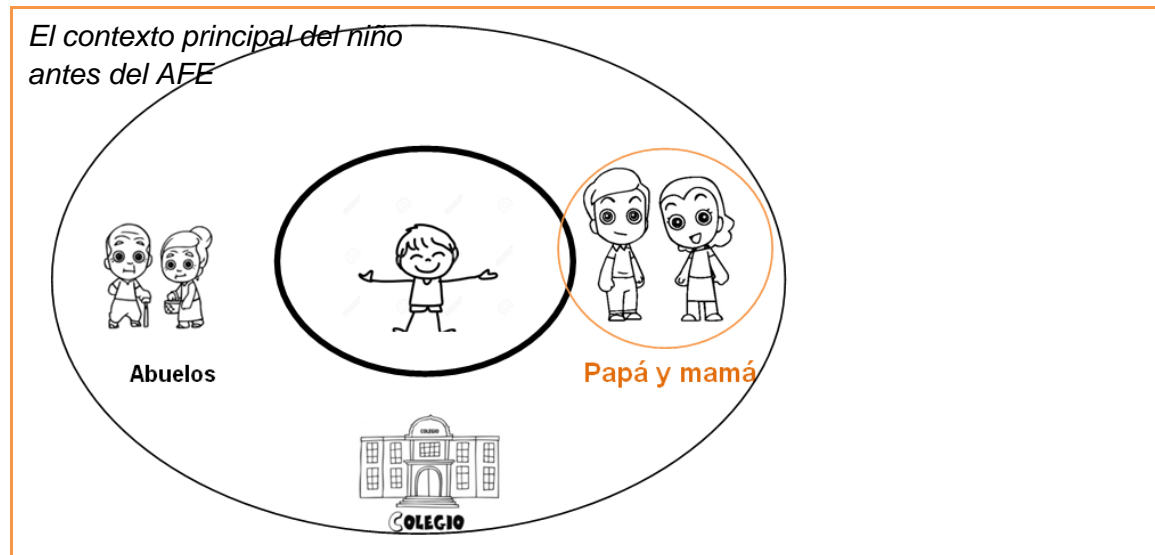 El contexto principal del niño
antes del AFE
Abuelos
Papá y mamá
COLEGIO
COLEGIO